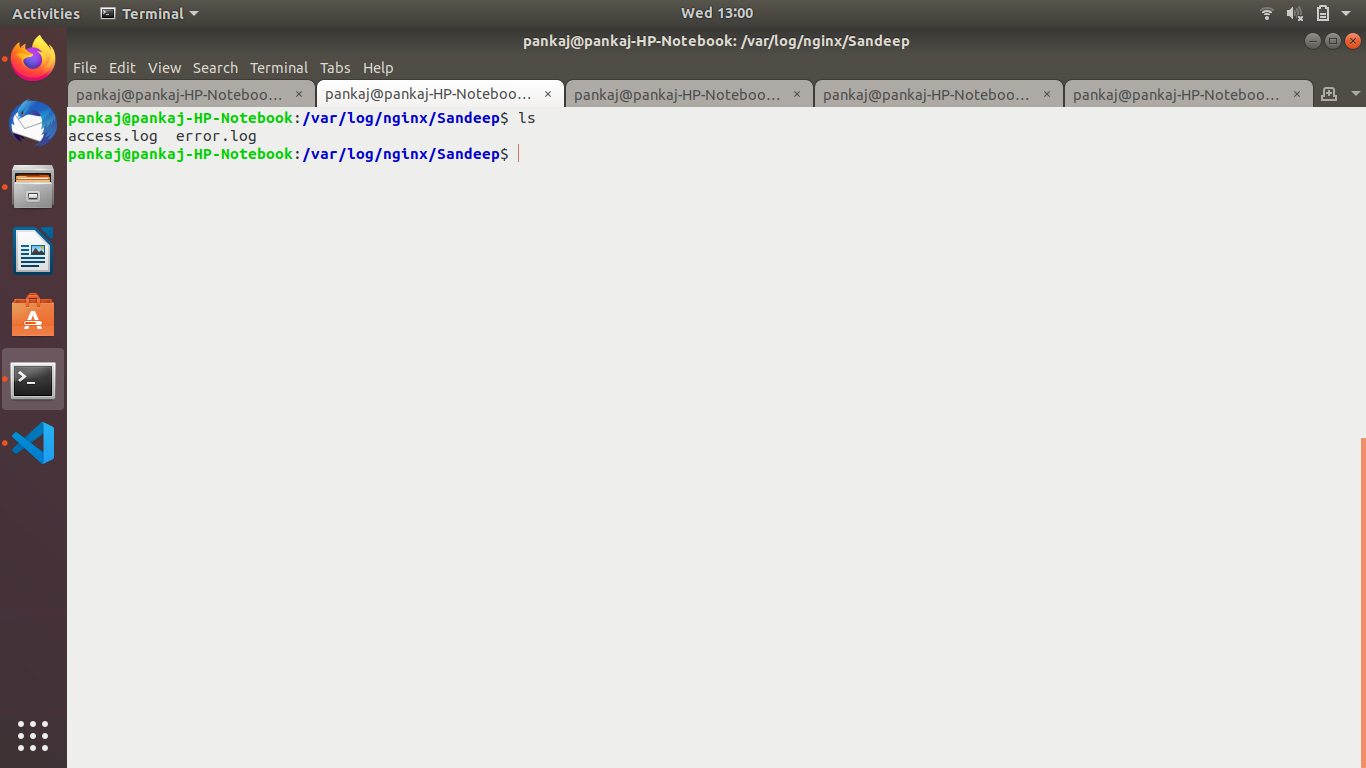 Activities Terminal Wed 13:00
pankaj@pankaj-HP-Notebook: /var/log/nginx/Sandeep
File Edit View Search Terminal Tabs Help
pankaj@pankaj-HP-Noteboo… × pankaj@pankaj-HP-Noteboo… × pankaj@pankaj-HP-Noteboo… × pankaj@pankaj-HP-Noteboo… × pankaj@pankaj-HP-Noteboo… ×
pankaj@pankaj-HP-Notebook:/var/log/nginx/Sandeep$ ls
access.log  error.log
pankaj@pankaj-HP-Notebook:/var/log/nginx/Sandeep$